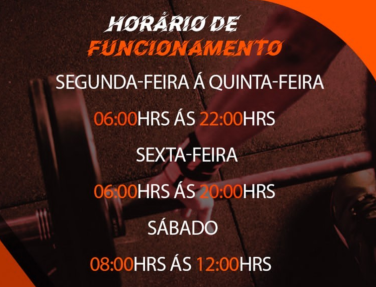 HORÁRIO DE
FUNCIONAMENTO
SEGUNDA-FEIRA Á QUINTA-FEIRA
06:00HRS ÁS 22:00HRS
SEXTA-FEIRA
06:00HRS ÁS 20:00HRS
SÁBADO
08:00HRS ÁS 12:00HRS